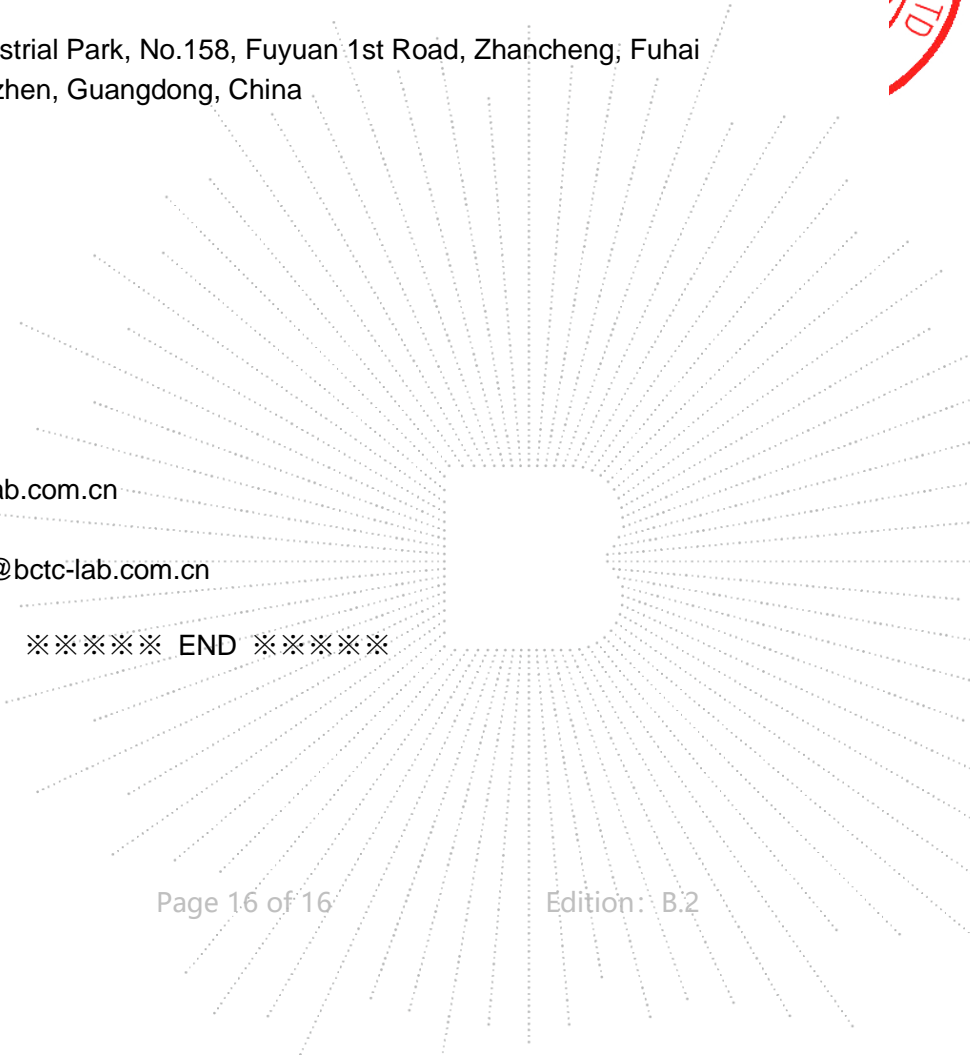 strial Park, No.158, Fuyuan 1st Road, Zhancheng, Fuhai
zhen, Guangdong, China
TD
ab.com.cn
@bctc-lab.com.cn
※※※※※ END ※※※※※
Page 16 of 16 Edition：B.2